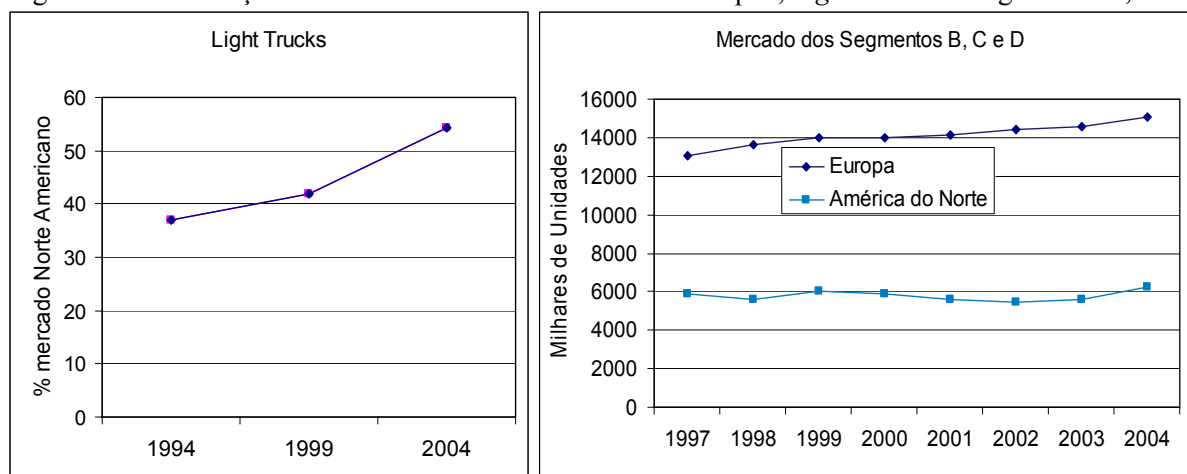 Light Trucks
% mercado Norte Americano
60
50
40
30
20
10
0
1994 1999 2004
Mercado dos Segmentos B, C e D
Milhares de Unidades
16000
14000
12000
10000
8000
6000
4000
2000
0
Europa
América do Norte
1997 1998 1999 2000 2001 2002 2003 2004